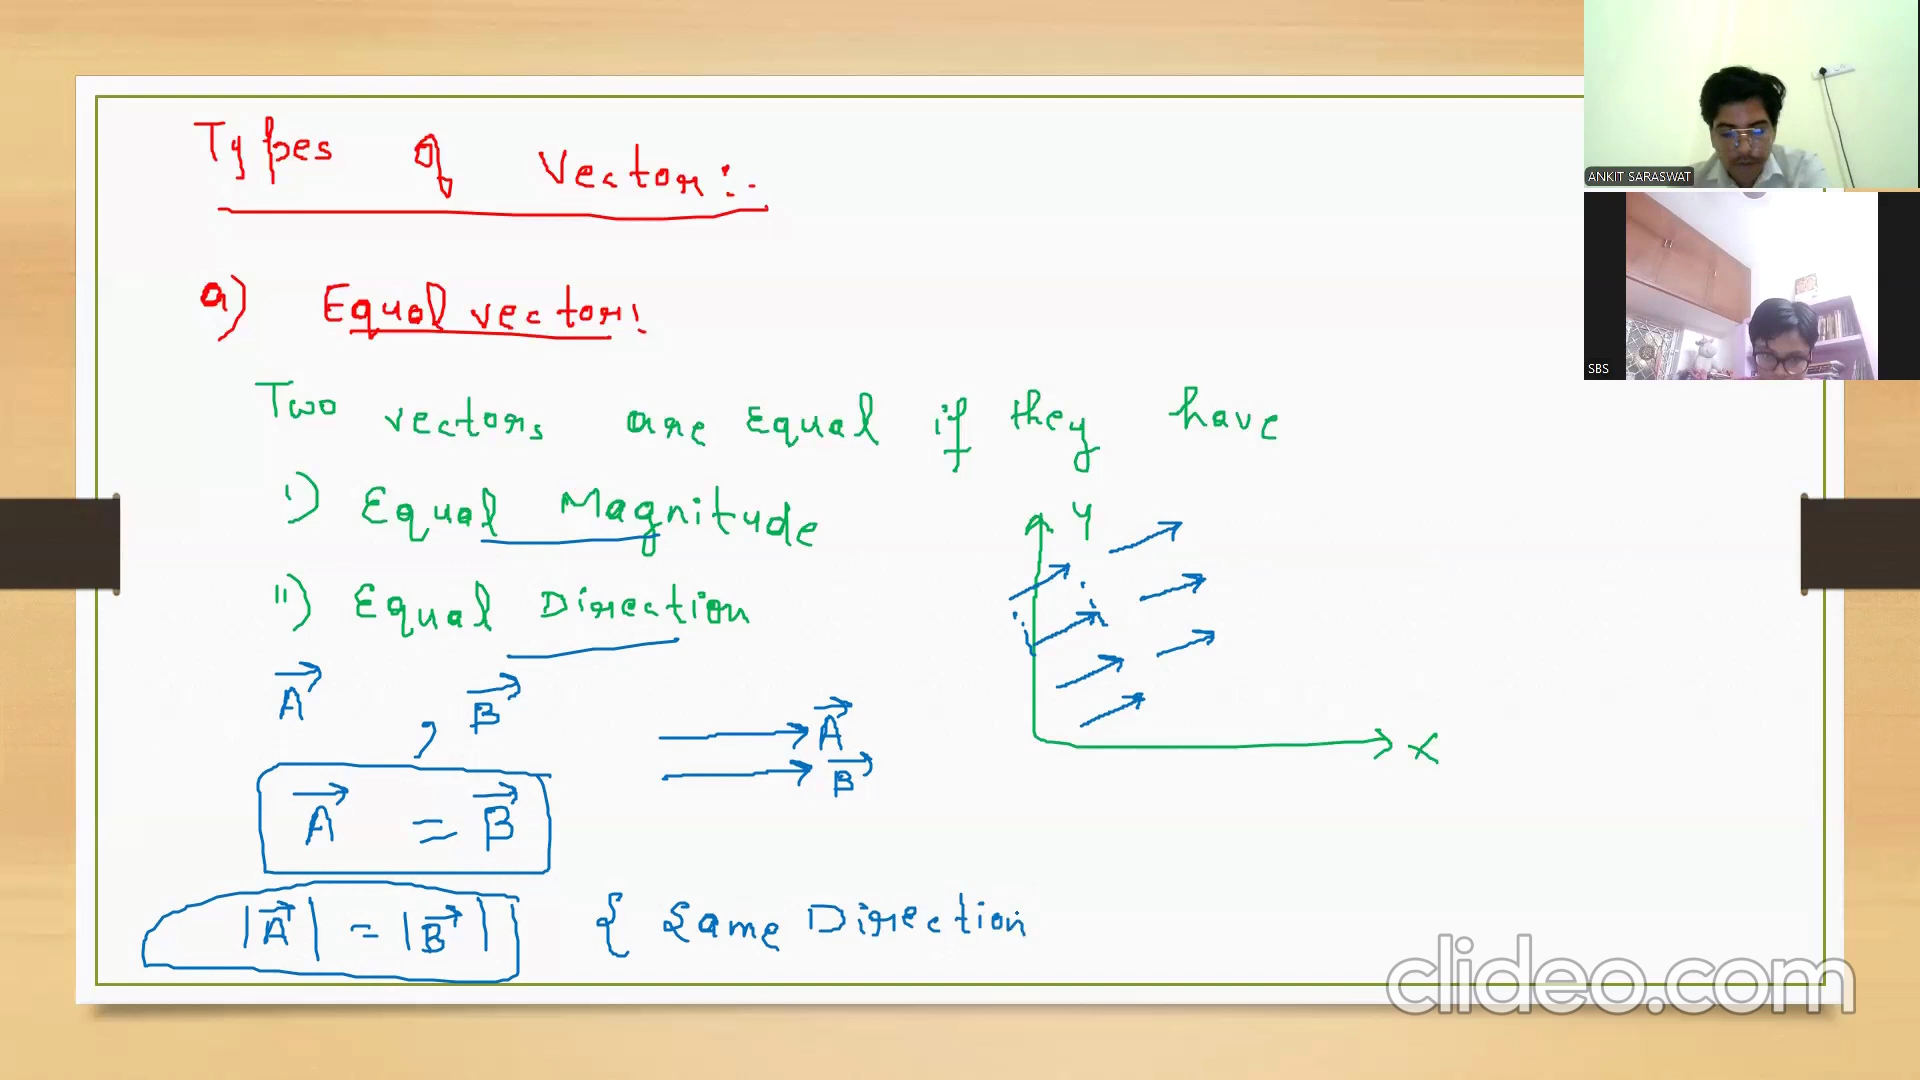 Types of Vector:-
a) Equal vector:
Two vectors are Equal if they have
i) Equal Magnitude
ii) Equal Direction
A⃗ , B⃗
A⃗
B⃗
A⃗ = B⃗
|A⃗| = |B⃗| { Same Direction
Y
X
ANKIT SARASWAT
SBS
clideo.com